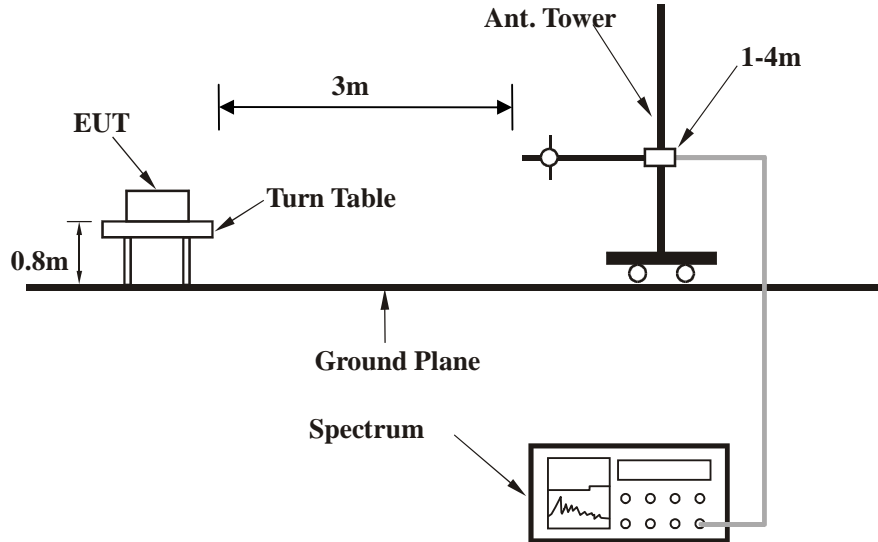 Ant. Tower
1-4m
3m
EUT
Turn Table
0.8m
Ground Plane
Spectrum